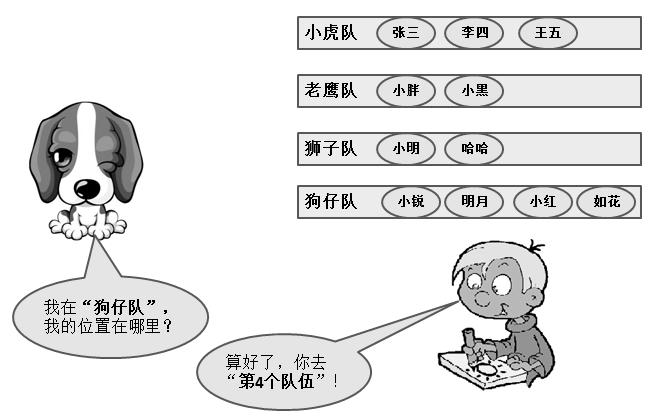 小虎队 张三 李四 王五
老鹰队 小胖 小黑
狮子队 小明 哈哈
狗仔队 小锐 明月 小红 如花
我在“狗仔队”，
我的位置在哪里？
算好了，你去
“第4个队伍”！